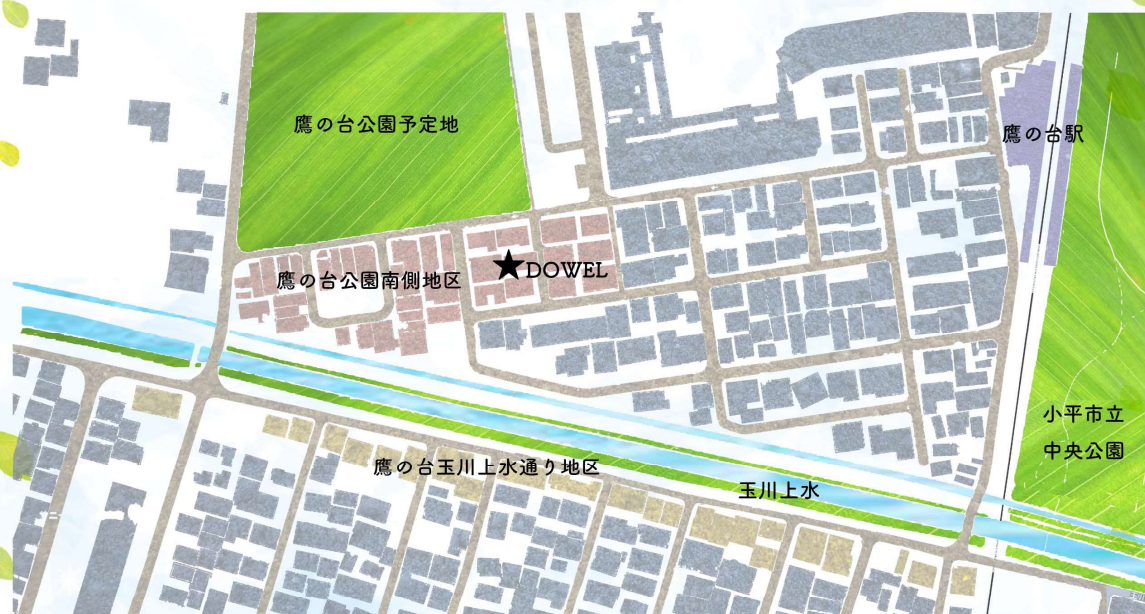 鷹の台公園予定地
鷹の台駅
DOWEL
鷹の台公園南側地区
小平市立
中央公園
鷹の台玉川上水通り地区
玉川上水